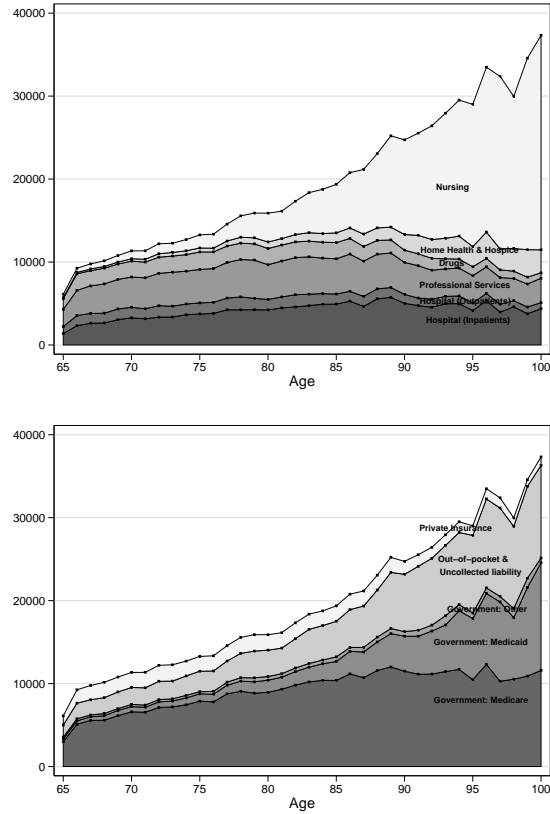 40000
30000
Nursing
20000
Home Health & Hospice
10000
Drugs
Professional Services
Hospital (Outpatients)
Hospital (Inpatients)
0
65 70 75 80 85 90 95 100
Age
40000
30000
Private Insurance
Out−of−pocket &
Uncollected liability
20000
Government: Other
Government: Medicaid
10000
Government: Medicare
0
65 70 75 80 85 90 95 100
Age